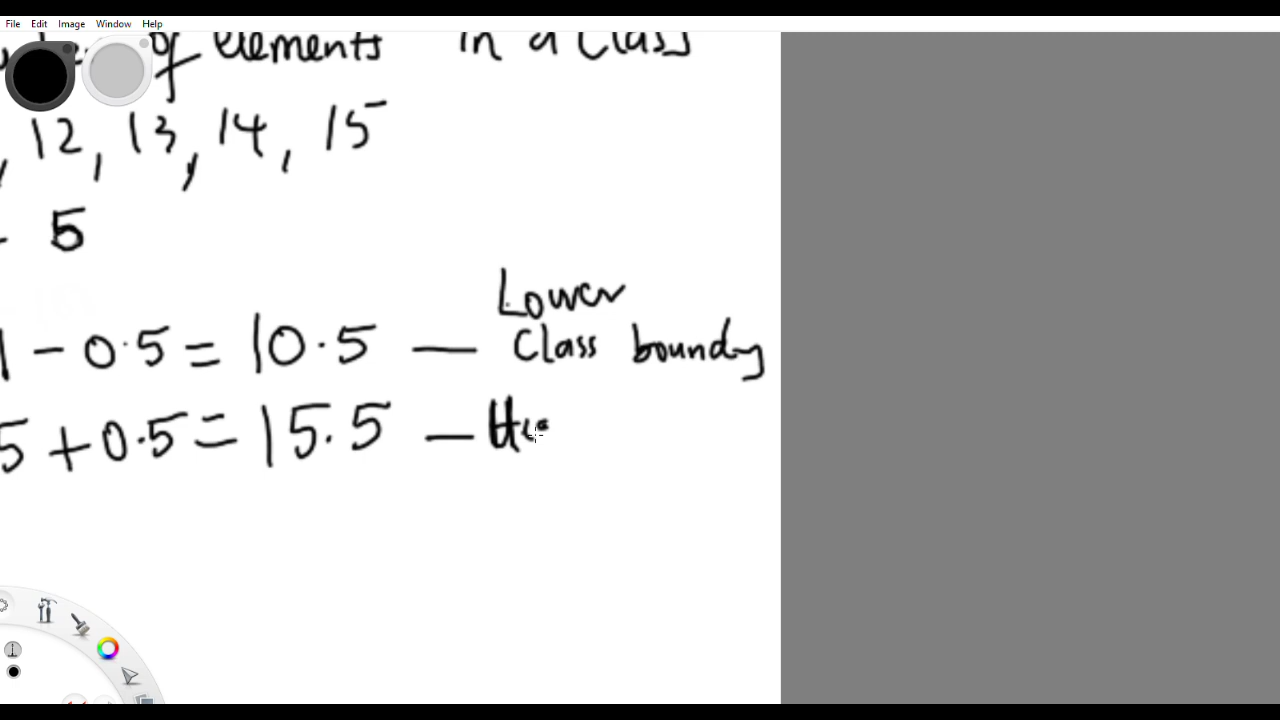 File Edit Image Window Help
of elements in a class
, 12, 13, 14, 15
- 5
Lower
1 - 0.5 = 10.5 — Class boundy
5 + 0.5 = 15.5 —